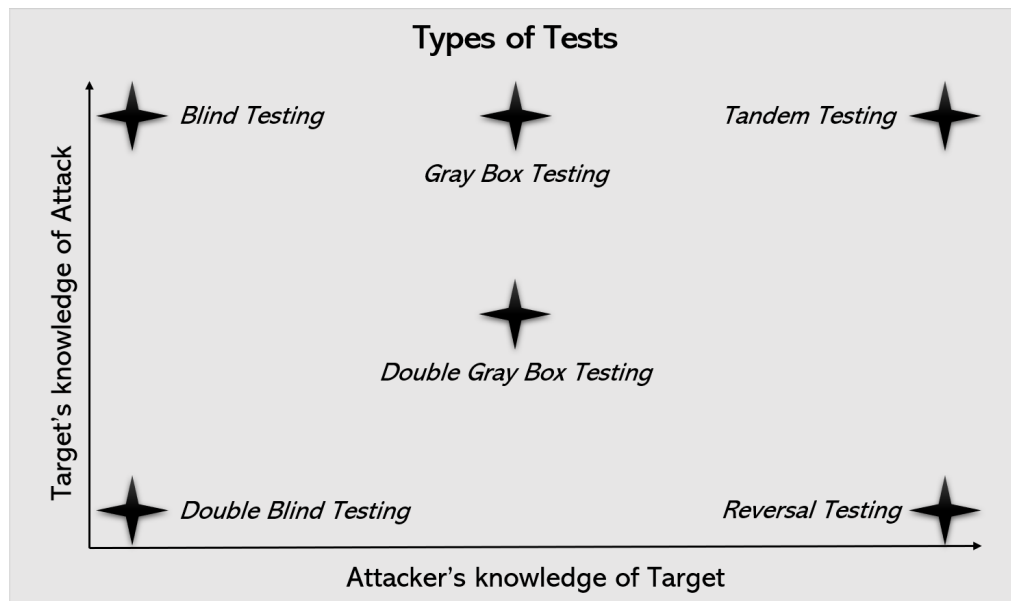 Types of Tests
Blind Testing
Tandem Testing
Gray Box Testing
Target's knowledge of Attack
Double Gray Box Testing
Double Blind Testing
Reversal Testing
Attacker's knowledge of Target